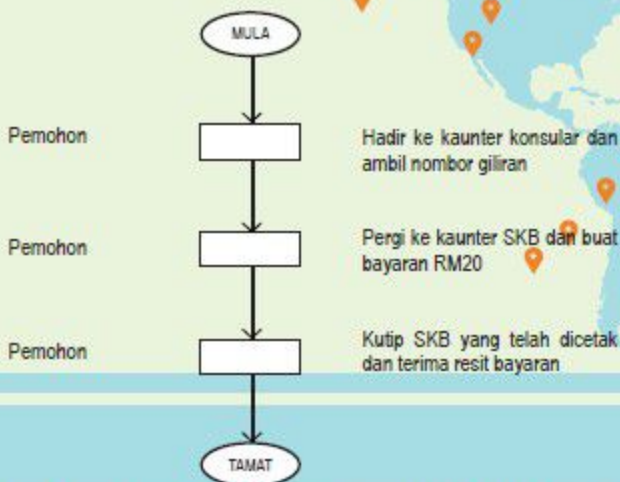 MULA
Pemohon
Hadir ke kaunter konsular dan
ambil nombor giliran
Pemohon
Pergi ke kaunter SKB dan buat
bayaran RM20
Pemohon
Kutip SKB yang telah dicetak
dan terima resit bayaran
TAMAT